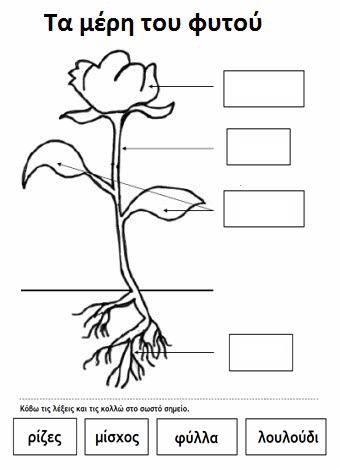 Τα μέρη του φυτού
Κόβω τις λέξεις και τις κολλώ στο σωστό σημείο.
ρίζες μίσχος φύλλα λουλούδι